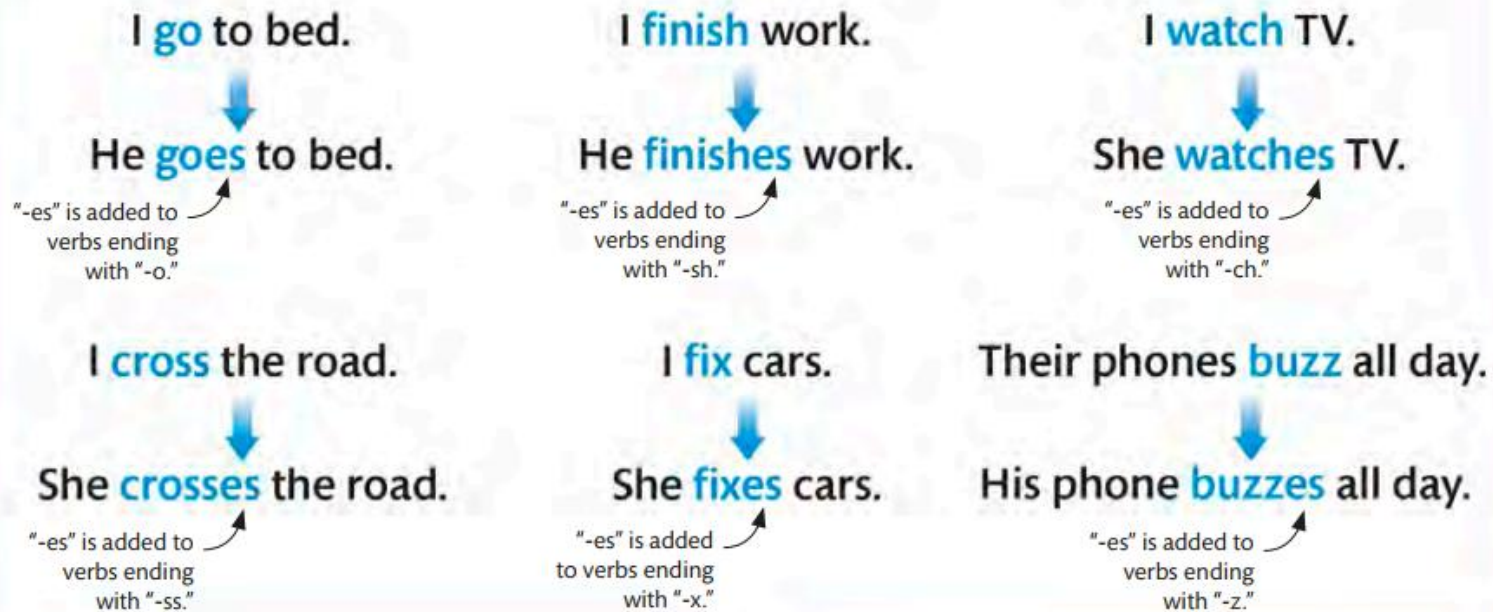 I go to bed.
He goes to bed.
"-es" is added to
verbs ending
with "-o."
I finish work.
He finishes work.
"-es" is added to
verbs ending
with "-sh."
I watch TV.
She watches TV.
"-es" is added to
verbs ending
with "-ch."
I cross the road.
She crosses the road.
"-es" is added to
verbs ending
with "-ss."
I fix cars.
She fixes cars.
"-es" is added
to verbs ending
with "-x."
Their phones buzz all day.
His phone buzzes all day.
"-es" is added to
verbs ending
with "-z."